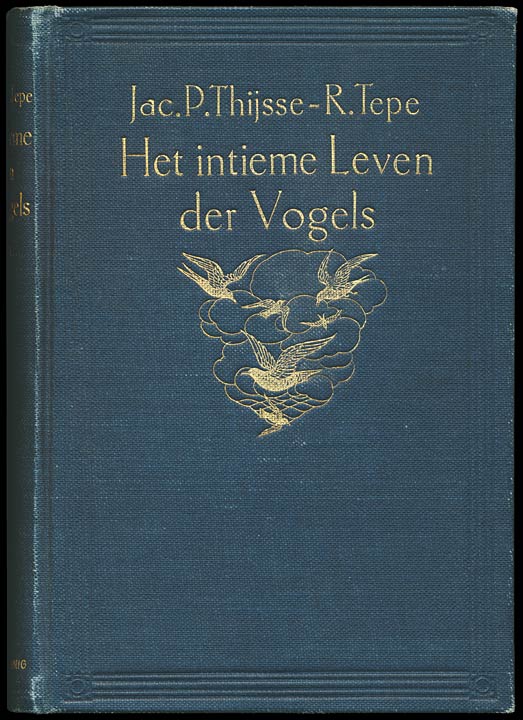 Jac. P. Thijsse - R. Tepe
Het intieme Leven
der Vogels